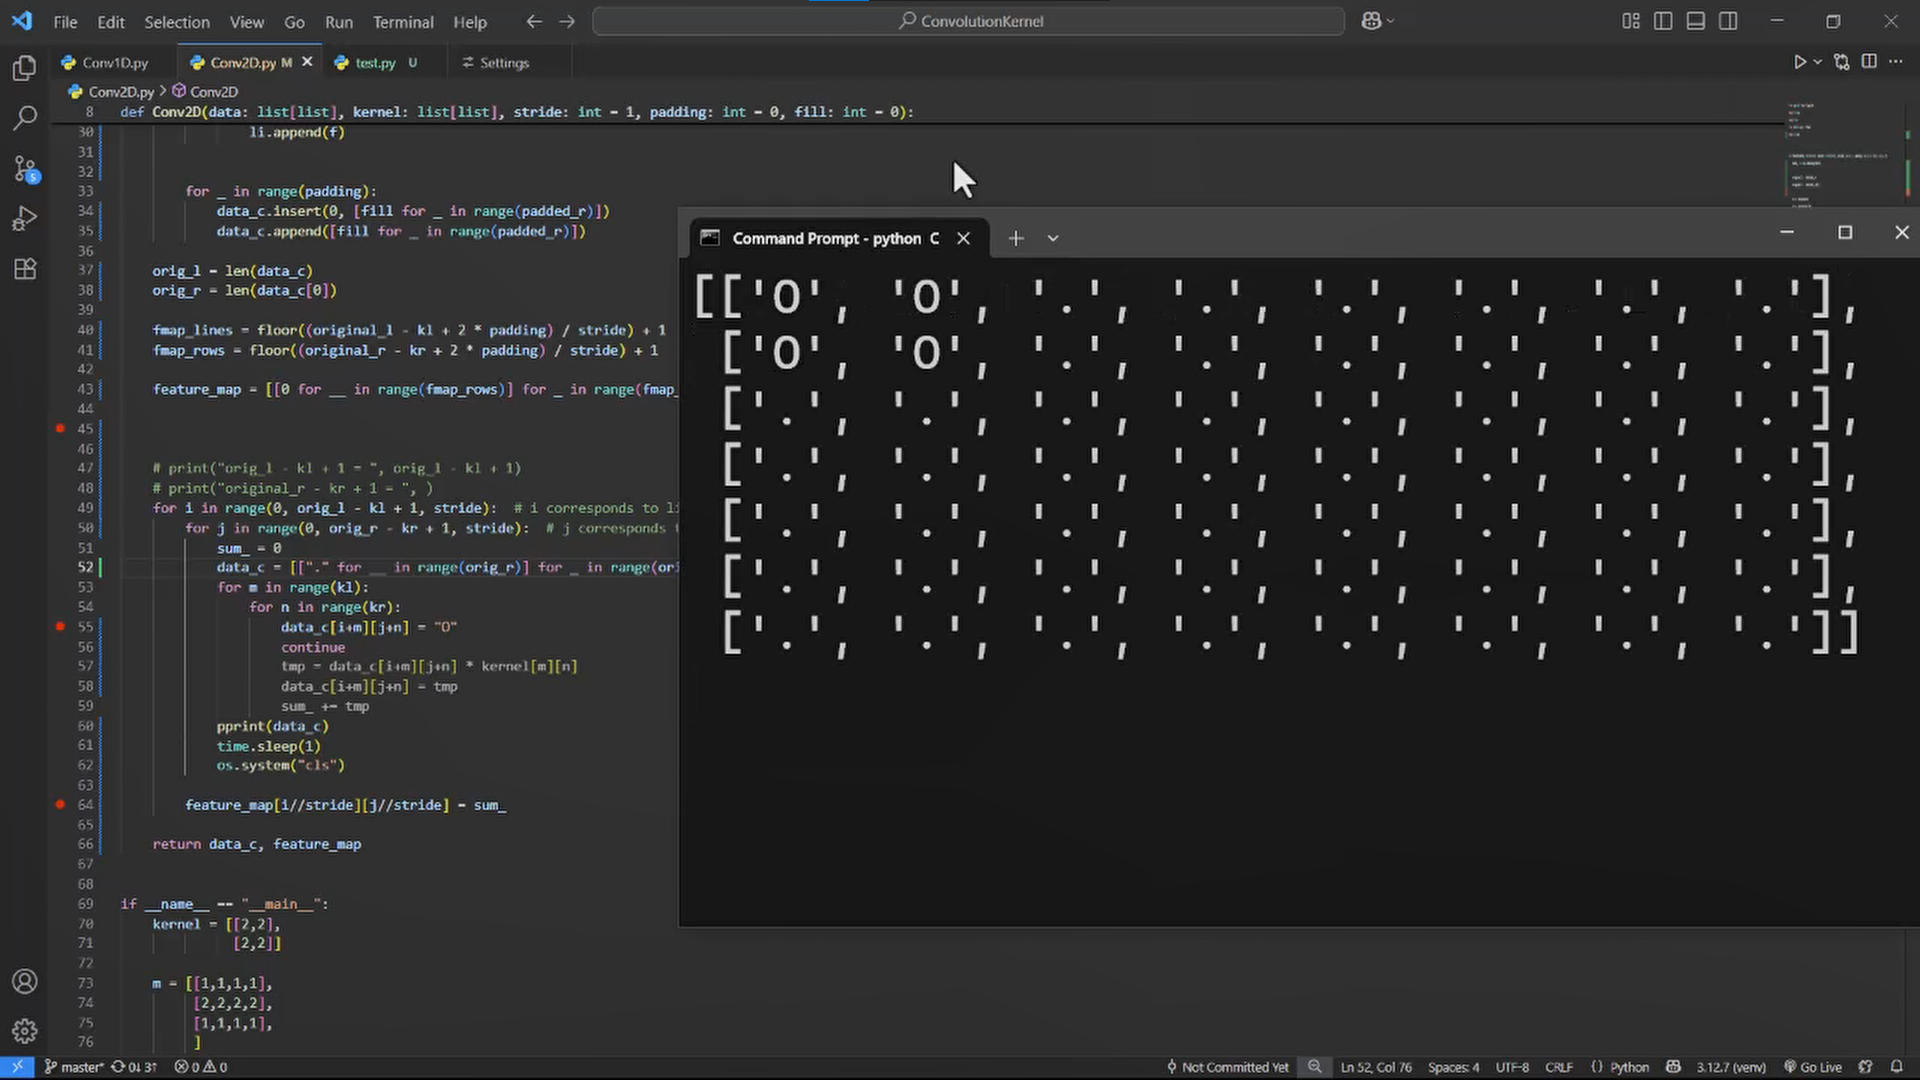 File Edit Selection View Go Run Terminal Help
ConvolutionKernel
Conv1D.py Conv2D.py M test.py U Settings
Conv2D.py > Conv2D
8 def Conv2D(data: list[list], kernel: list[list], stride: int = 1, padding: int = 0, fill: int = 0):
30 li.append(f)
31
32
33 for _ in range(padding):
34 data_c.insert(0, [fill for _ in range(padded_r)])
35 data_c.append([fill for _ in range(padded_r)])
36
37 orig_l = len(data_c)
38 orig_r = len(data_c[0])
39
40 fmap_lines = floor((original_l - kl + 2 * padding) / stride) + 1
41 fmap_rows = floor((original_r - kr + 2 * padding) / stride) + 1
42
43 feature_map = [[0 for __ in range(fmap_rows)] for _ in range(fmap_
44
45
46
47 # print("orig_l - kl + 1 = ", orig_l - kl + 1)
48 # print("original_r - kr + 1 = ", )
49 for i in range(0, orig_l - kl + 1, stride): # i corresponds to li
50 for j in range(0, orig_r - kr + 1, stride): # j corresponds t
51 sum_ = 0
52 data_c = [["." for __ in range(orig_r)] for _ in range(ori
53 for m in range(kl):
54 for n in range(kr):
55 data_c[i+m][j+n] = "O"
56 continue
57 tmp = data_c[i+m][j+n] * kernel[m][n]
58 data_c[i+m][j+n] = tmp
59 sum_ += tmp
60 pprint(data_c)
61 time.sleep(1)
62 os.system("cls")
63
64 feature_map[i//stride][j//stride] = sum_
65
66 return data_c, feature_map
67
68
69 if __name__ == "__main__":
70 kernel = [[2,2],
71 [2,2]]
72
73 m = [[1,1,1,1],
74 [2,2,2,2],
75 [1,1,1,1],
76 ]
Command Prompt - python C
[['O', 'O', '.', '.', '.', '.', '.', '.'],
['O', 'O', '.', '.', '.', '.', '.', '.'],
['.', '.', '.', '.', '.', '.', '.', '.'],
['.', '.', '.', '.', '.', '.', '.', '.'],
['.', '.', '.', '.', '.', '.', '.', '.'],
['.', '.', '.', '.', '.', '.', '.', '.'],
['.', '.', '.', '.', '.', '.', '.', '.']]
5
master* 0↓ 3↑ 0 0 Not Committed Yet Ln 52, Col 76 Spaces: 4 UTF-8 CRLF {} Python 3.12.7 (venv) Go Live